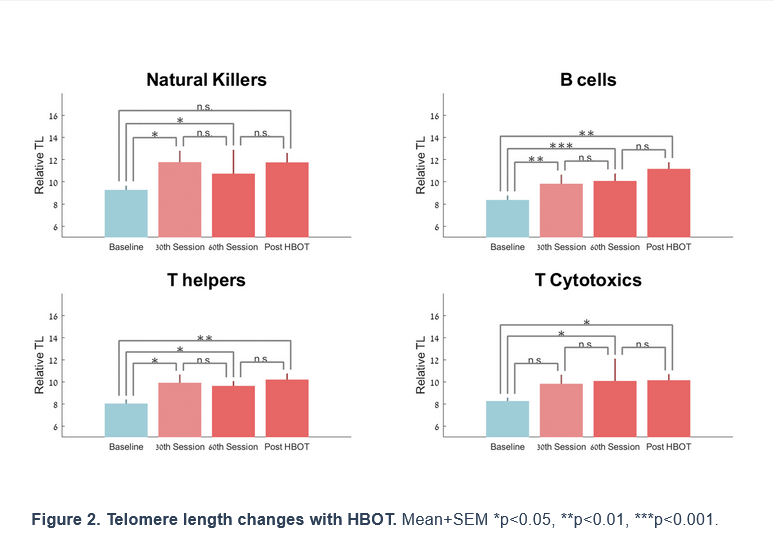 Natural Killers
n.s.
*
* n.s. n.s.
Relative TL
16
14
12
10
8
6
Baseline 30th Session 60th Session Post HBOT
B cells
**
***
** n.s. n.s.
Relative TL
16
14
12
10
8
6
Baseline 30th Session 60th Session Post HBOT
T helpers
**
*
* n.s. n.s.
Relative TL
16
14
12
10
8
6
Baseline 30th Session 60th Session Post HBOT
T Cytotoxics
*
*
n.s. n.s. n.s.
Relative TL
16
14
12
10
8
6
Baseline 30th Session 60th Session Post HBOT
Figure 2. Telomere length changes with HBOT. Mean+SEM *p<0.05, **p<0.01, ***p<0.001.